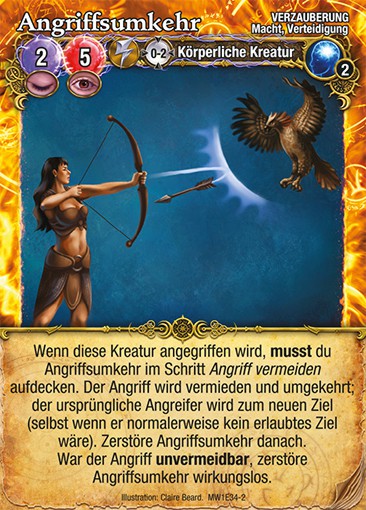 Angriffsumkehr
VERZAUBERUNG
Macht, Verteidigung
2
5
0-2
Körperliche Kreatur
2
Wenn diese Kreatur angegriffen wird, musst du
Angriffsumkehr im Schritt Angriff vermeiden
aufdecken. Der Angriff wird vermieden und umgekehrt;
der ursprüngliche Angreifer wird zum neuen Ziel
(selbst wenn er normalerweise kein erlaubtes Ziel
wäre). Zerstöre Angriffsumkehr danach.
War der Angriff unvermeidbar, zerstöre
Angriffsumkehr wirkungslos.
Illustration: Claire Beard. MW1E34-2